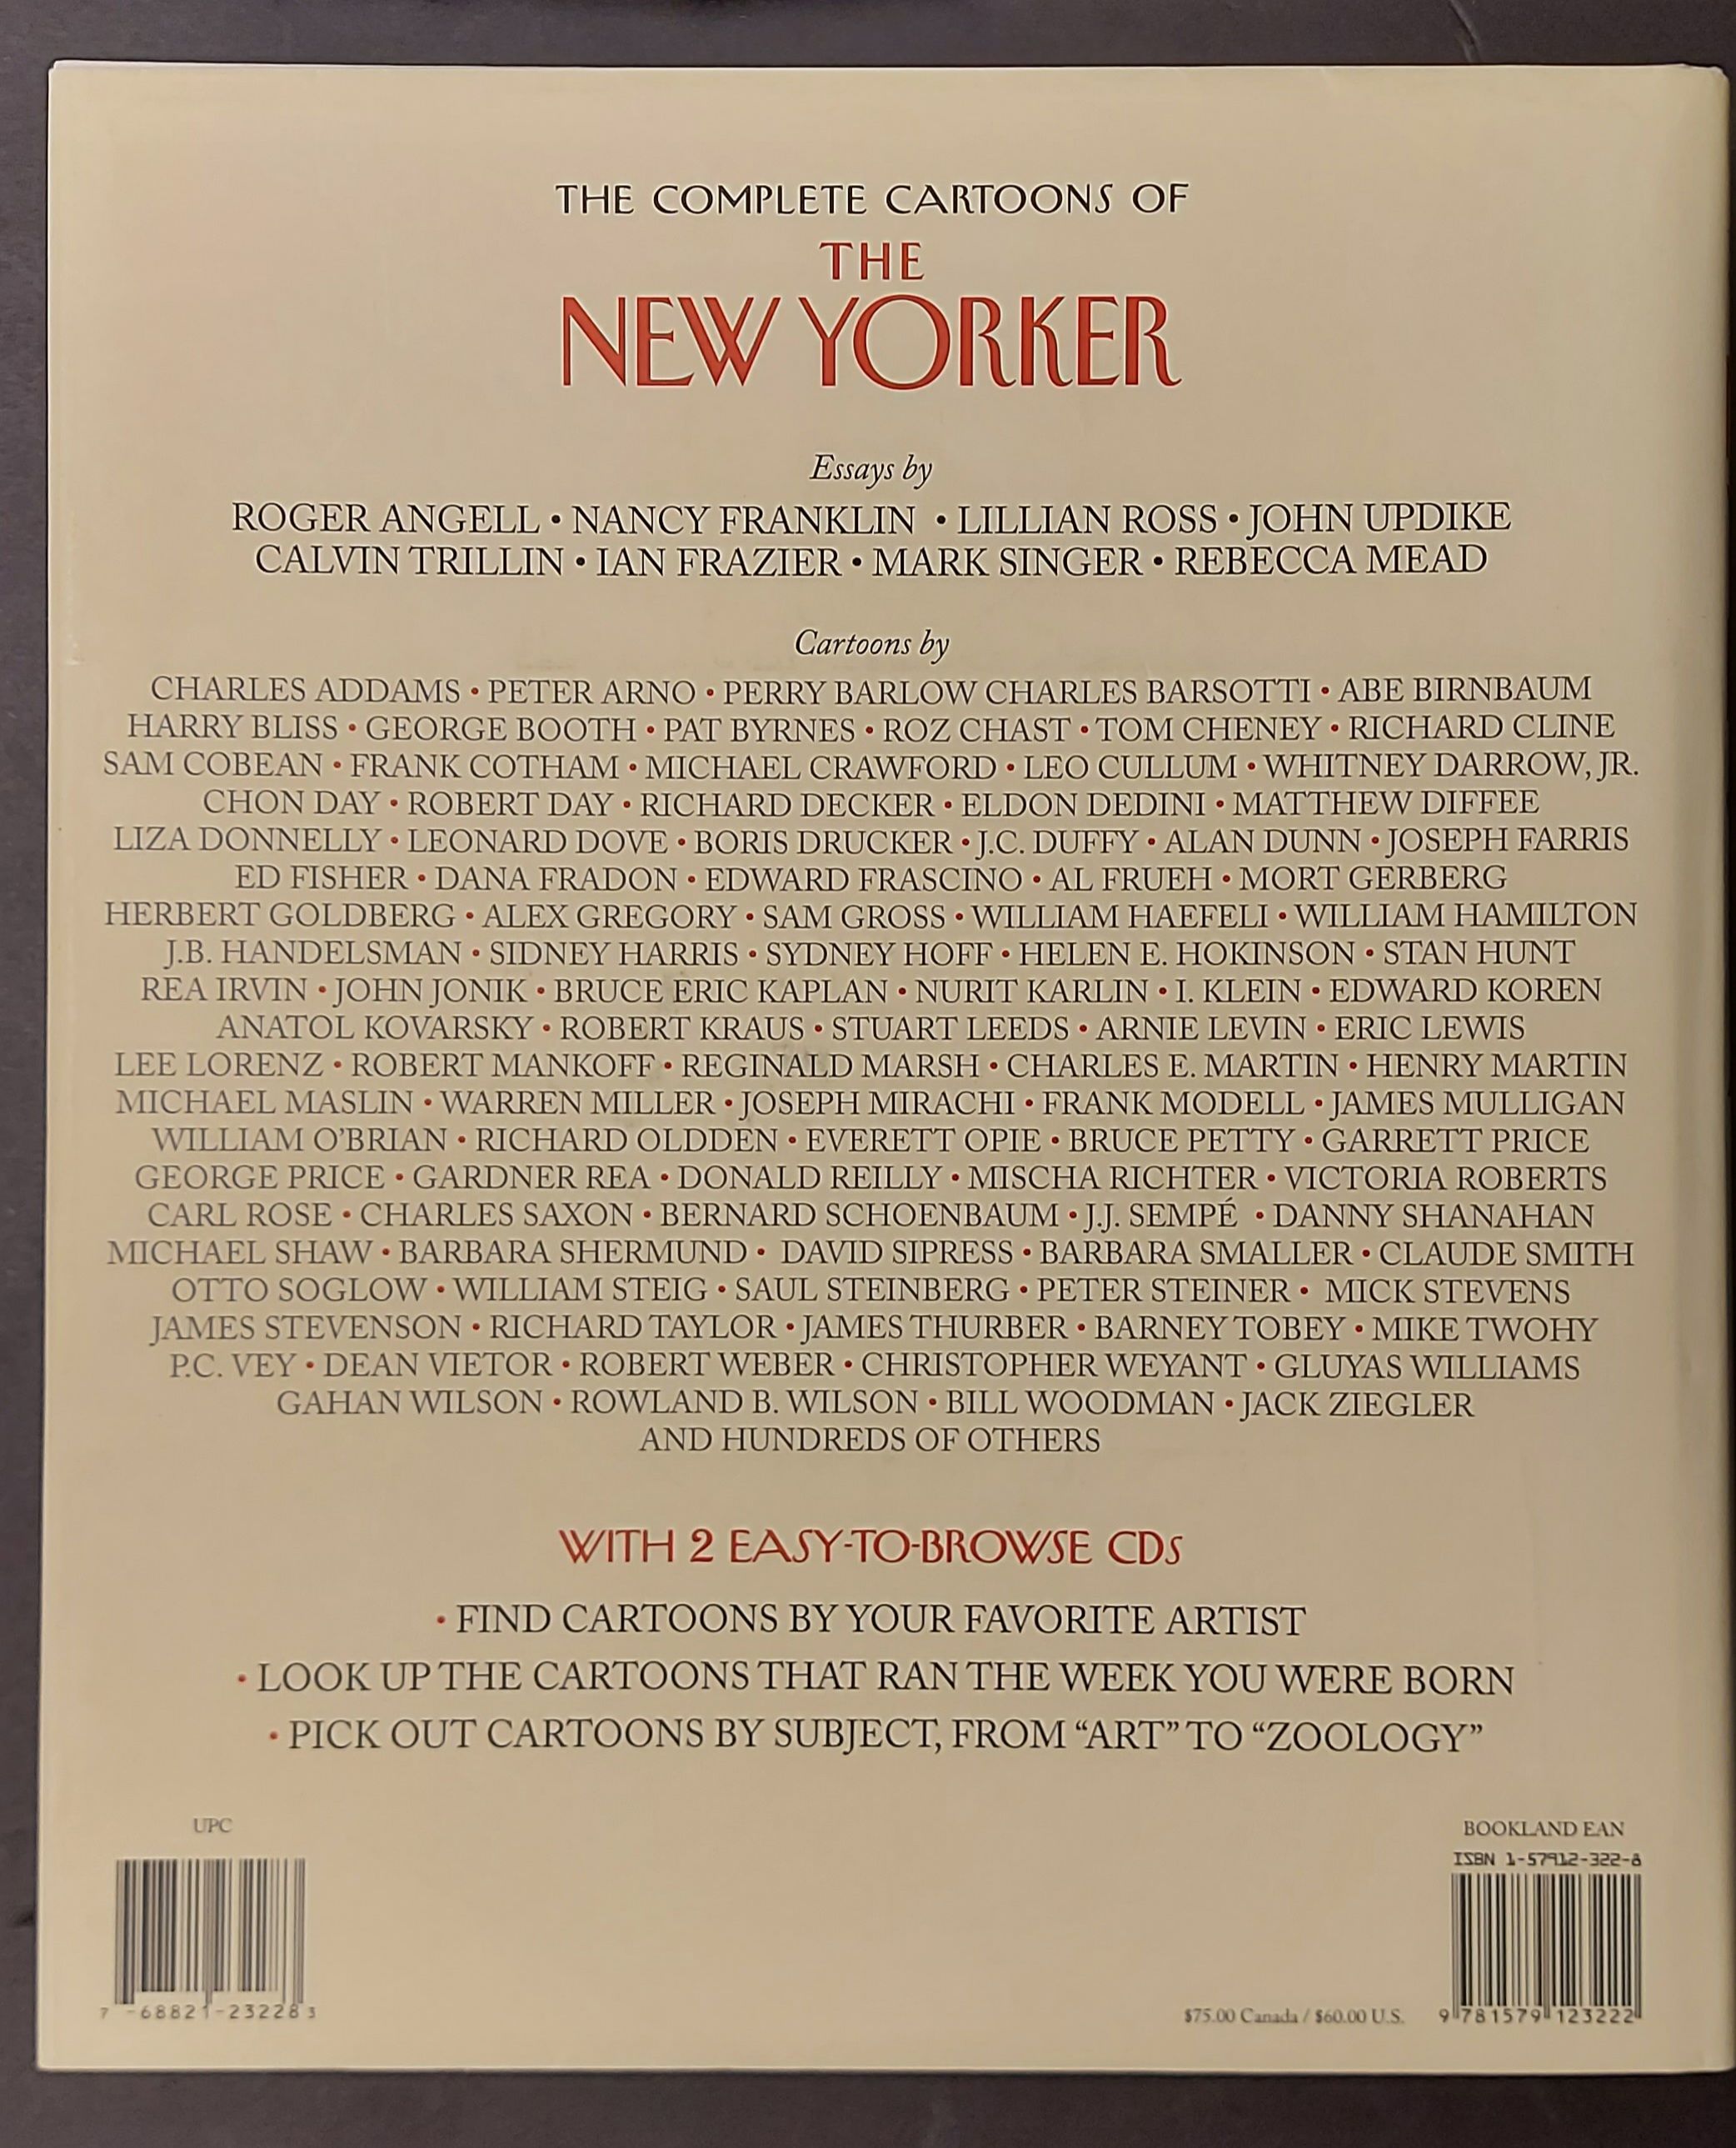 THE COMPLETE CARTOONS OF
THE
NEW YORKER
Essays by
ROGER ANGELL • NANCY FRANKLIN • LILLIAN ROSS • JOHN UPDIKE
CALVIN TRILLIN • IAN FRAZIER • MARK SINGER • REBECCA MEAD
Cartoons by
CHARLES ADDAMS • PETER ARNO • PERRY BARLOW CHARLES BARSOTTI • ABE BIRNBAUM
HARRY BLISS • GEORGE BOOTH • PAT BYRNES • ROZ CHAST • TOM CHENEY • RICHARD CLINE
SAM COBEAN • FRANK COTHAM • MICHAEL CRAWFORD • LEO CULLUM • WHITNEY DARROW, JR.
CHON DAY • ROBERT DAY • RICHARD DECKER • ELDON DEDINI • MATTHEW DIFFEE
LIZA DONNELLY • LEONARD DOVE • BORIS DRUCKER • J.C. DUFFY • ALAN DUNN • JOSEPH FARRIS
ED FISHER • DANA FRADON • EDWARD FRASCINO • AL FRUEH • MORT GERBERG
HERBERT GOLDBERG • ALEX GREGORY • SAM GROSS • WILLIAM HAEFELI • WILLIAM HAMILTON
J.B. HANDELSMAN • SIDNEY HARRIS • SYDNEY HOFF • HELEN E. HOKINSON • STAN HUNT
REA IRVIN • JOHN JONIK • BRUCE ERIC KAPLAN • NURIT KARLIN • I. KLEIN • EDWARD KOREN
ANATOL KOVARSKY • ROBERT KRAUS • STUART LEEDS • ARNIE LEVIN • ERIC LEWIS
LEE LORENZ • ROBERT MANKOFF • REGINALD MARSH • CHARLES E. MARTIN • HENRY MARTIN
MICHAEL MASLIN • WARREN MILLER • JOSEPH MIRACHI • FRANK MODELL • JAMES MULLIGAN
WILLIAM O'BRIAN • RICHARD OLDDEN • EVERETT OPIE • BRUCE PETTY • GARRETT PRICE
GEORGE PRICE • GARDNER REA • DONALD REILLY • MISCHA RICHTER • VICTORIA ROBERTS
CARL ROSE • CHARLES SAXON • BERNARD SCHOENBAUM • J.J. SEMPÉ • DANNY SHANAHAN
MICHAEL SHAW • BARBARA SHERMUND • DAVID SIPRESS • BARBARA SMALLER • CLAUDE SMITH
OTTO SOGLOW • WILLIAM STEIG • SAUL STEINBERG • PETER STEINER • MICK STEVENS
JAMES STEVENSON • RICHARD TAYLOR • JAMES THURBER • BARNEY TOBEY • MIKE TWOHY
P.C. VEY • DEAN VIETOR • ROBERT WEBER • CHRISTOPHER WEYANT • GLUYAS WILLIAMS
GAHAN WILSON • ROWLAND B. WILSON • BILL WOODMAN • JACK ZIEGLER
AND HUNDREDS OF OTHERS
WITH 2 EASY-TO-BROWSE CDs
• FIND CARTOONS BY YOUR FAVORITE ARTIST
• LOOK UP THE CARTOONS THAT RAN THE WEEK YOU WERE BORN
• PICK OUT CARTOONS BY SUBJECT, FROM “ART” TO “ZOOLOGY”
UPC
7 -68821-23228 3
BOOKLAND EAN
ISBN 1-57912-322-8
$75.00 Canada / $60.00 U.S.
9 781579 123222